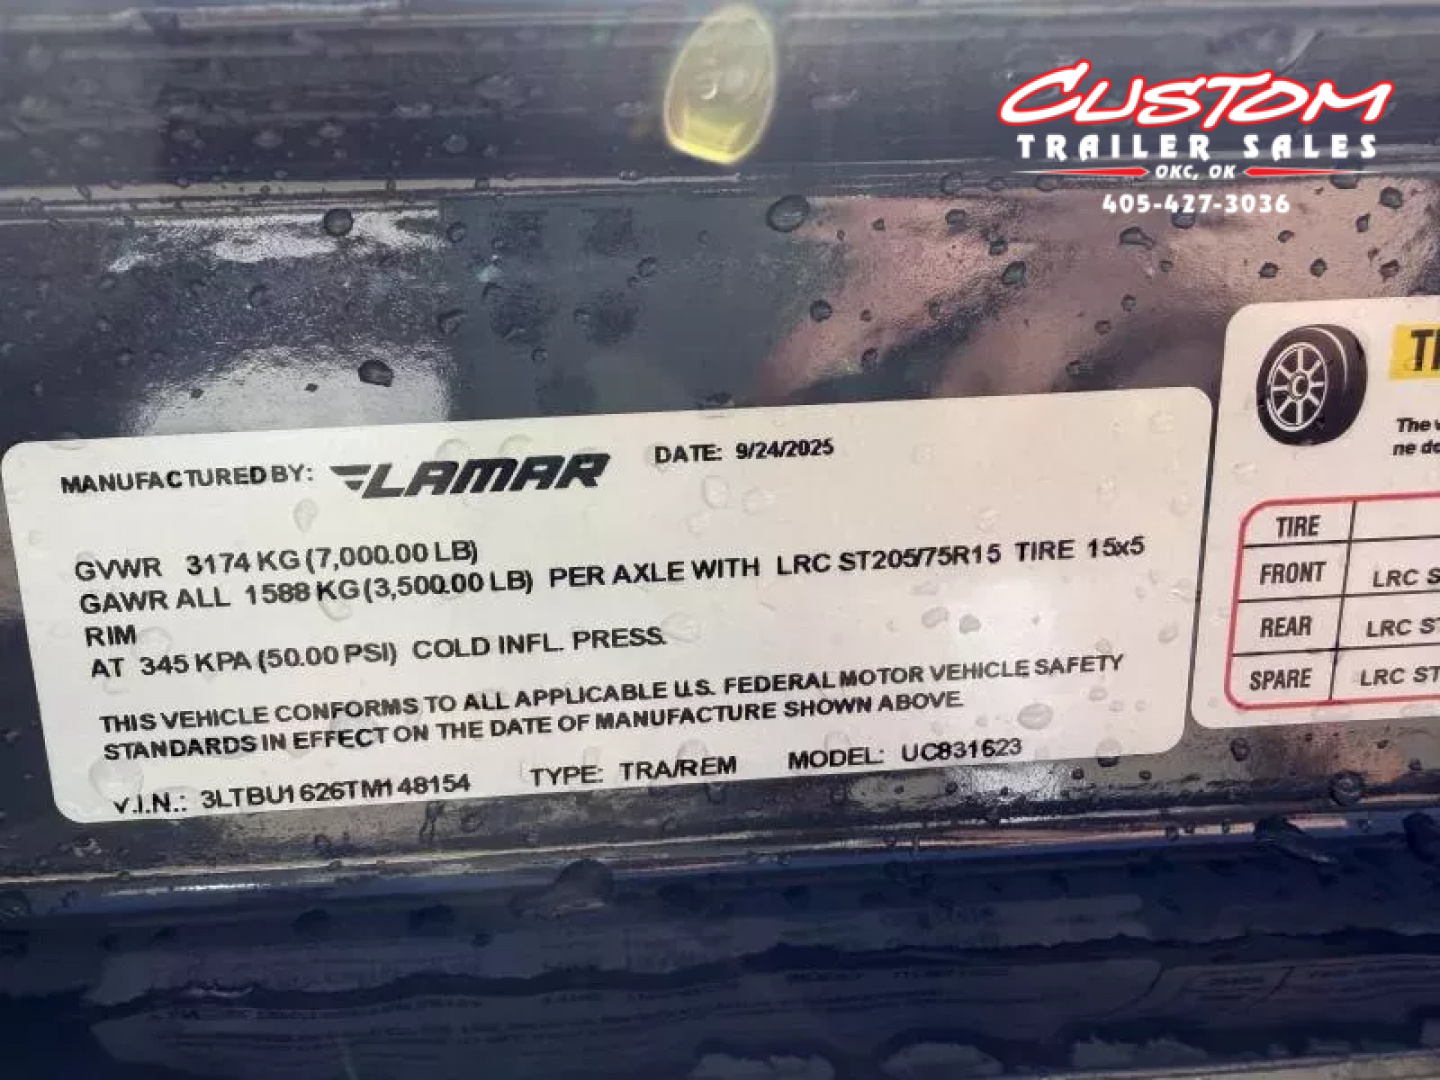 CUSTOM
TRAILER SALES
OKC, OK
405-427-3036
MANUFACTURED BY: LAMAR DATE: 9/24/2025
GVWR 3174 KG (7,000.00 LB)
GAWR ALL 1588 KG (3,500.00 LB) PER AXLE WITH LRC ST205/75R15 TIRE 15x5
RIM
AT 345 KPA (50.00 PSI) COLD INFL. PRESS.
THIS VEHICLE CONFORMS TO ALL APPLICABLE U.S. FEDERAL MOTOR VEHICLE SAFETY
STANDARDS IN EFFECT ON THE DATE OF MANUFACTURE SHOWN ABOVE.
V.I.N.: 3LTBU1626TM148154 TYPE: TRA/REM MODEL: UC831623
The
ne
TIRE
FRONT LRC
REAR LRC
SPARE LRC